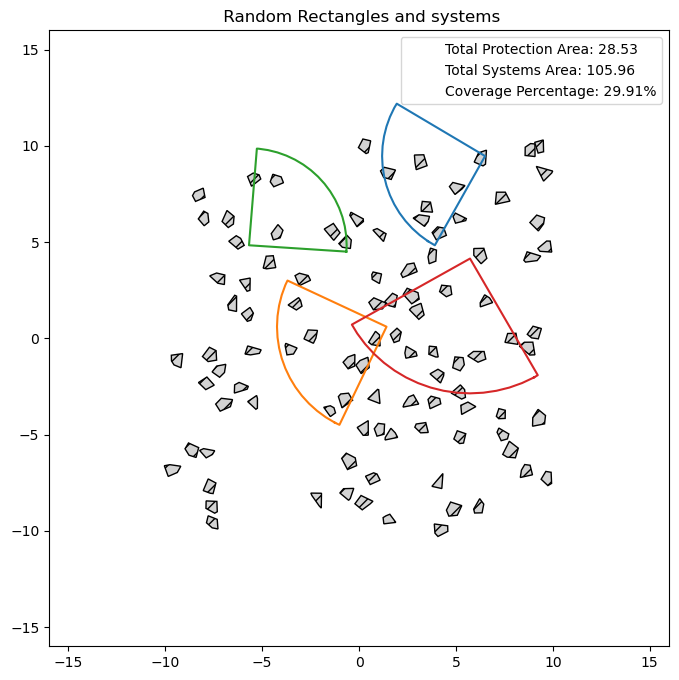 Random Rectangles and systems
Total Protection Area: 28.53
Total Systems Area: 105.96
Coverage Percentage: 29.91%
15
10
5
0
−5
−10
−15
−15 −10 −5 0 5 10 15